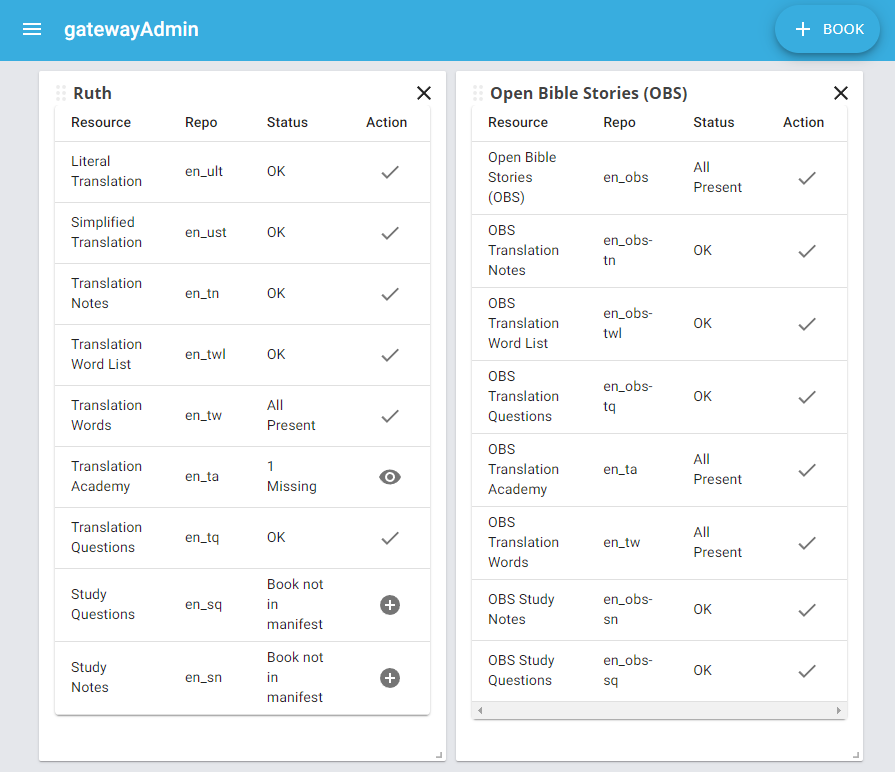 gatewayAdmin
BOOK
Ruth
Resource Repo Status Action
Literal
Translation
en_ult
OK
Simplified
Translation
en_ust
OK
Translation
Notes
en_tn
OK
Translation
Word List
en_twl
OK
Translation
Words
en_tw
All
Present
Translation
Academy
en_ta
1
Missing
Translation
Questions
en_tq
OK
Study
Questions
en_sq
Book not
in
manifest
Study
Notes
en_sn
Book not
in
manifest
Open Bible Stories (OBS)
Resource Repo Status Action
Open Bible
Stories
(OBS)
en_obs
All
Present
OBS
Translation
Notes
en_obs-
tn
OK
OBS
Translation
Word List
en_obs-
twl
OK
OBS
Translation
Questions
en_obs-
tq
OK
OBS
Translation
Academy
en_ta
All
Present
OBS
Translation
Words
en_tw
All
Present
OBS Study
Notes
en_obs-
sn
OK
OBS Study
Questions
en_obs-
sq
OK